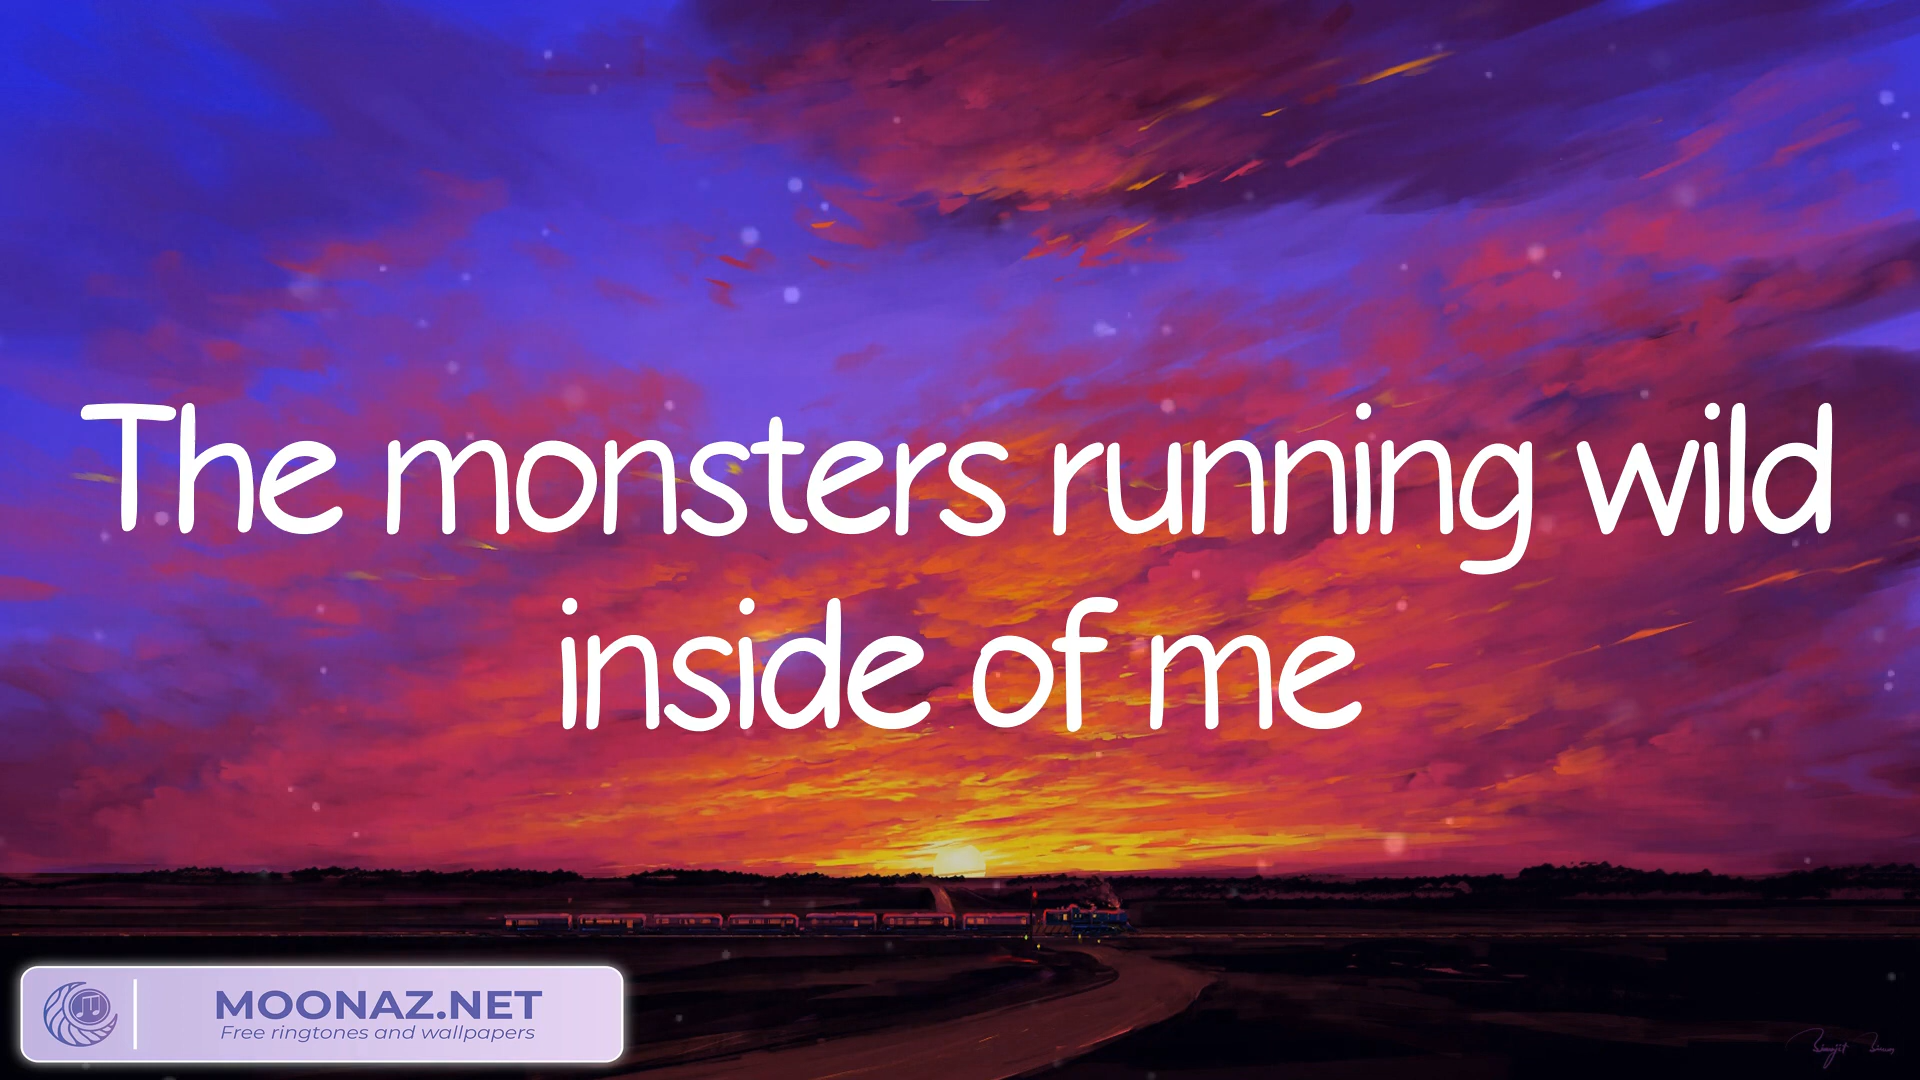 The monsters running wild
inside of me
MOONAZ.NET
Free ringtones and wallpapers